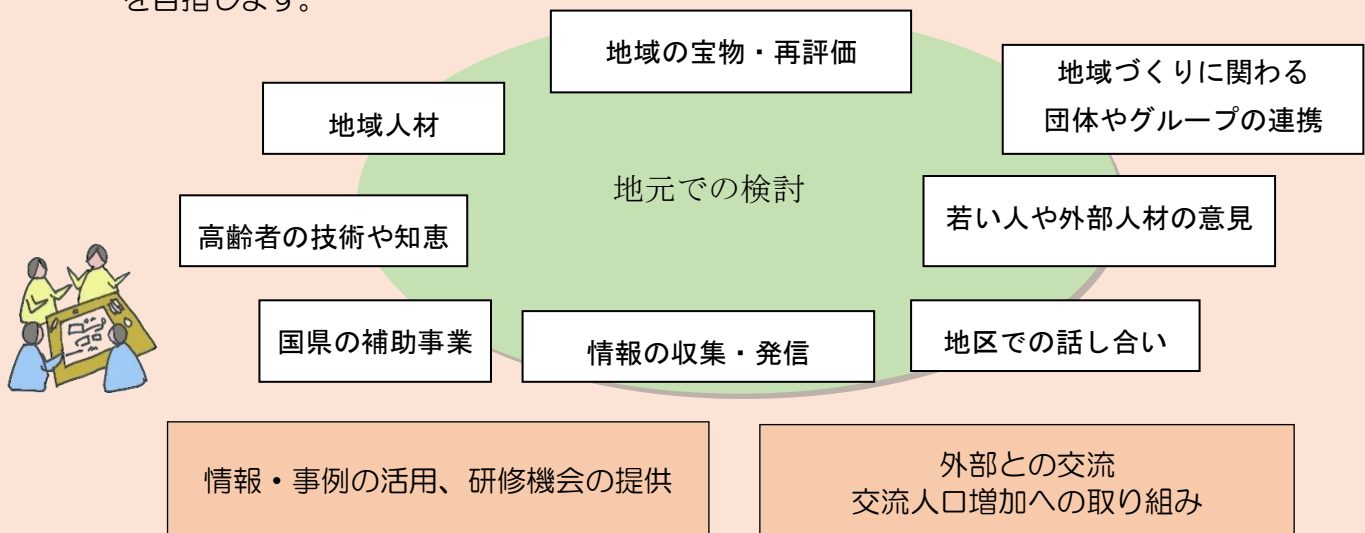 を目指します。
地域の宝物・再評価
地域づくりに関わる
団体やグループの連携
地域人材
地元での検討
高齢者の技術や知恵
若い人や外部人材の意見
国県の補助事業
情報の収集・発信
地区での話し合い
情報・事例の活用、研修機会の提供
外部との交流
交流人口増加への取り組み